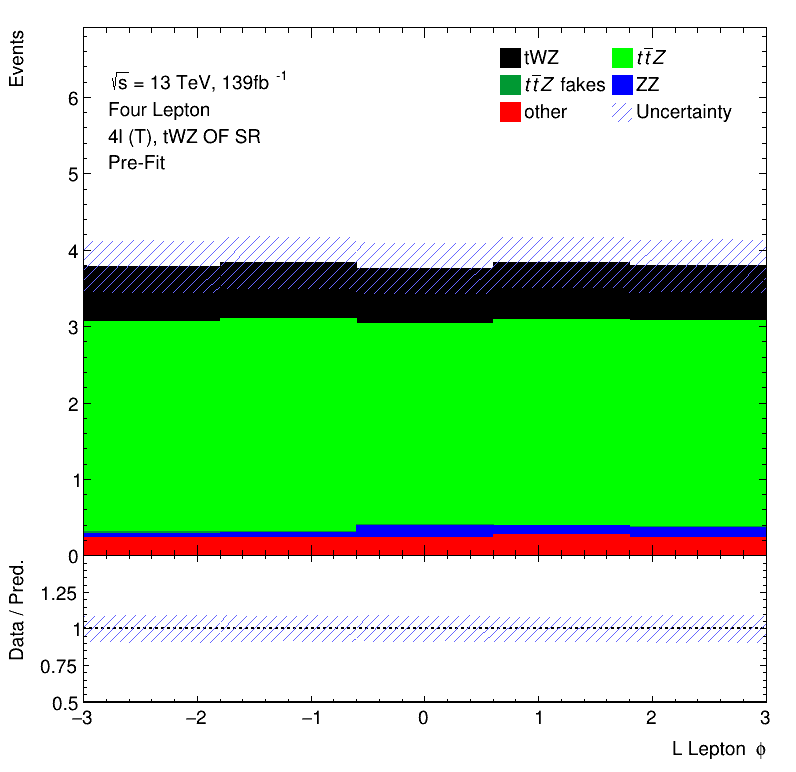 Events
√s = 13 TeV, 139fb⁻¹
Four Lepton
4l (T), tWZ OF SR
Pre-Fit
tWZ
tt̄Z
tt̄Z fakes
ZZ
other
Uncertainty
6
5
4
3
2
1
0
Data / Pred.
1.25
1
0.75
0.5
−3 −2 −1 0 1 2 3
L Lepton ϕ